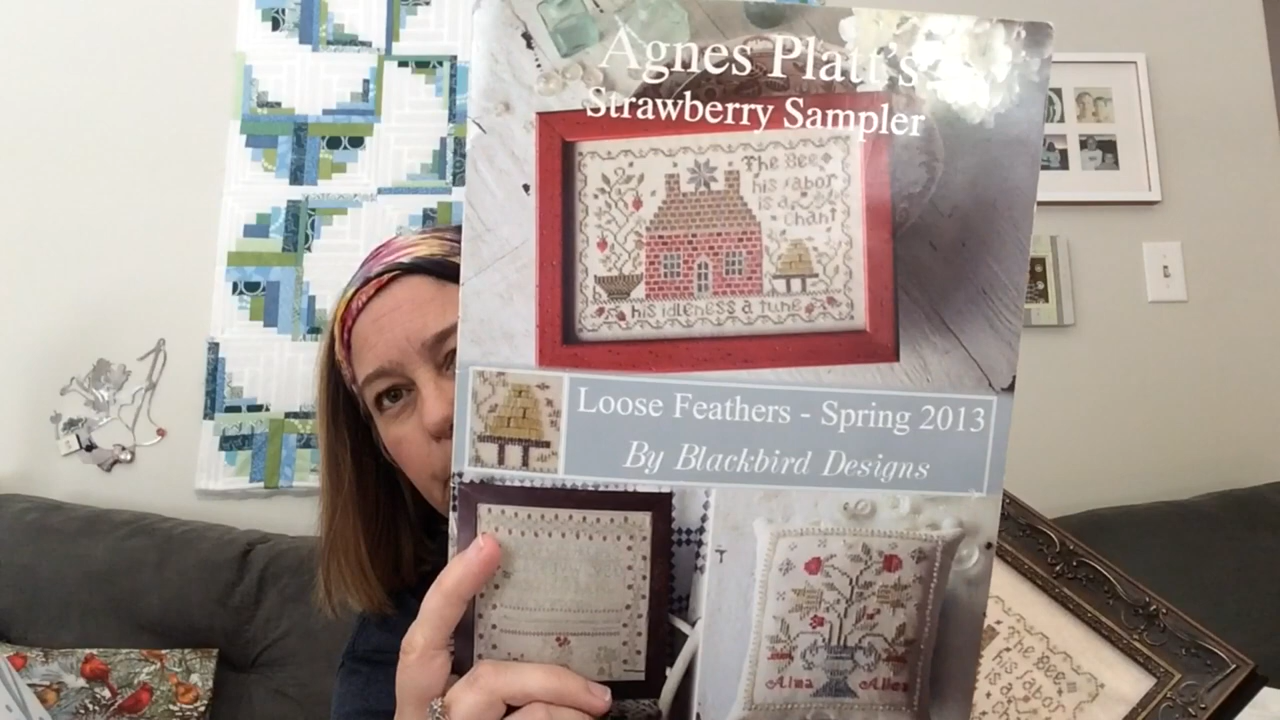 Agnes Platt's
Strawberry Sampler
The Bee
his labor
is a
chant
his idleness a tune
Loose Feathers - Spring 2013
By Blackbird Designs
Alma Allen
The Bee
his labor
is a